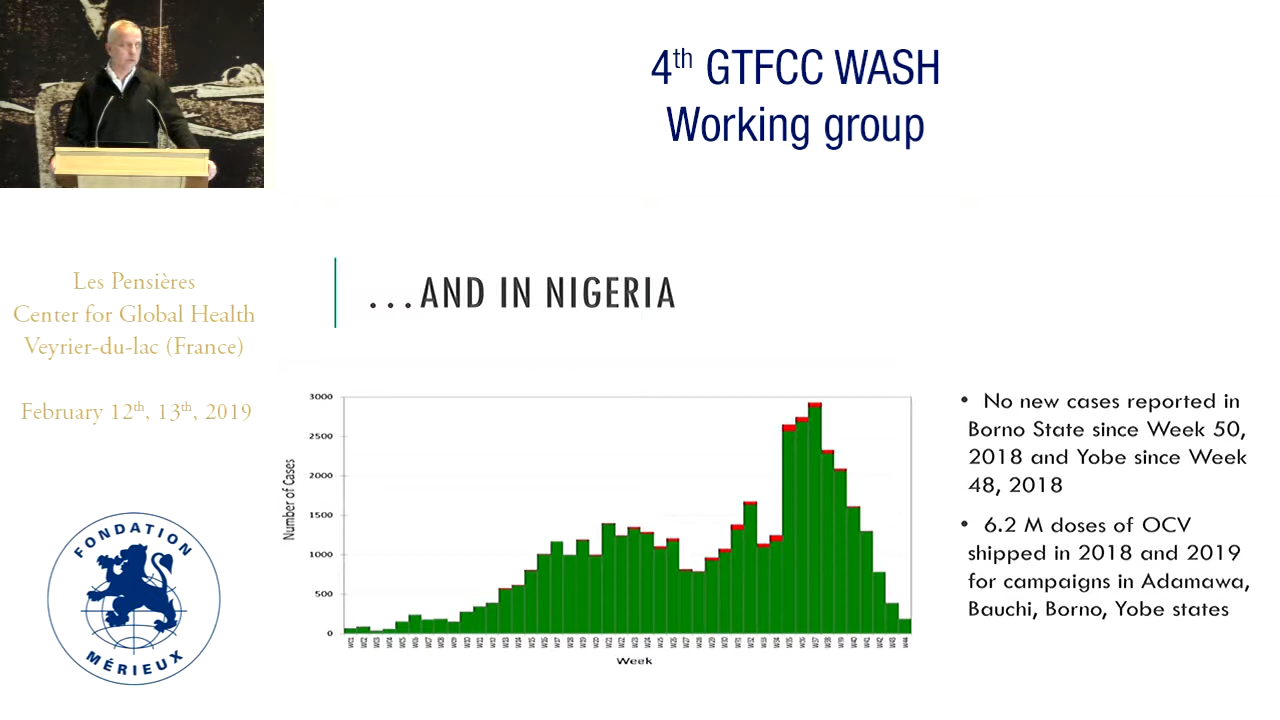 4th GTFCC WASH
Working group
Les Pensières
Center for Global Health
Veyrier-du-lac (France)
February 12th, 13th, 2019
FONDATION
MÉRIEUX
...AND IN NIGERIA
3000
2500
2000
1500
1000
500
0
Number of Cases
Week
• No new cases reported in
Borno State since Week 50,
2018 and Yobe since Week
48, 2018
• 6.2 M doses of OCV
shipped in 2018 and 2019
for campaigns in Adamawa,
Bauchi, Borno, Yobe states